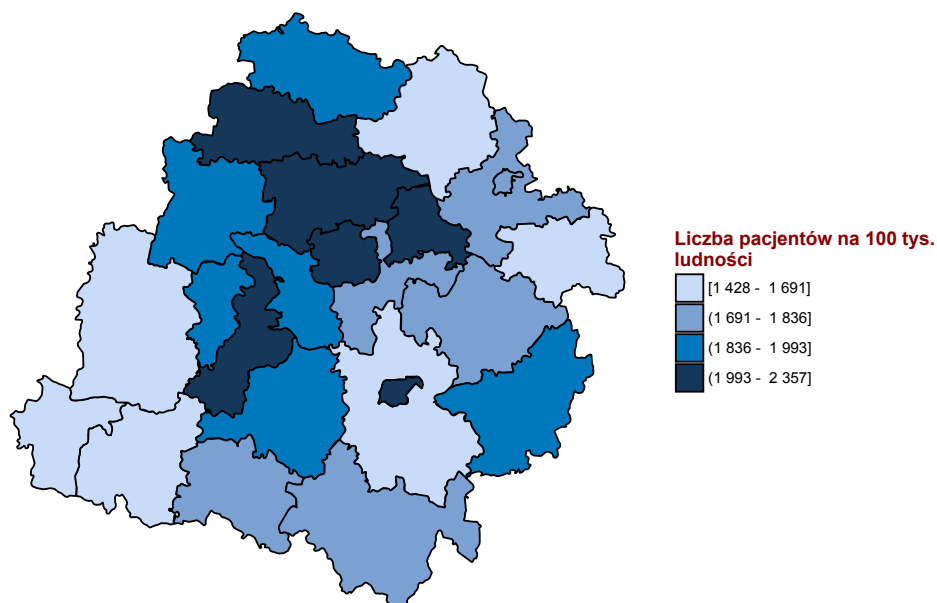 Liczba pacjentów na 100 tys.
ludności
[1 428 - 1 691]
(1 691 - 1 836]
(1 836 - 1 993]
(1 993 - 2 357]